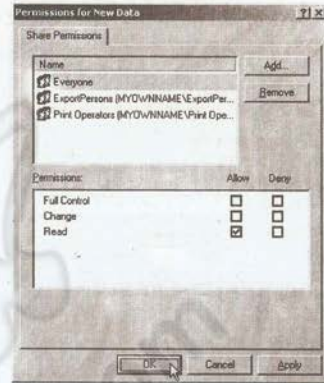 Permissions for New Data
Share Permissions
Name
Everyone
ExportPersons (MYOWNNAME\ExportPer...
Print Operators (MYOWNNAME\Print Ope...
Add...
Remove
Permissions: Allow Deny
Full Control
Change
Read
OK Cancel Apply